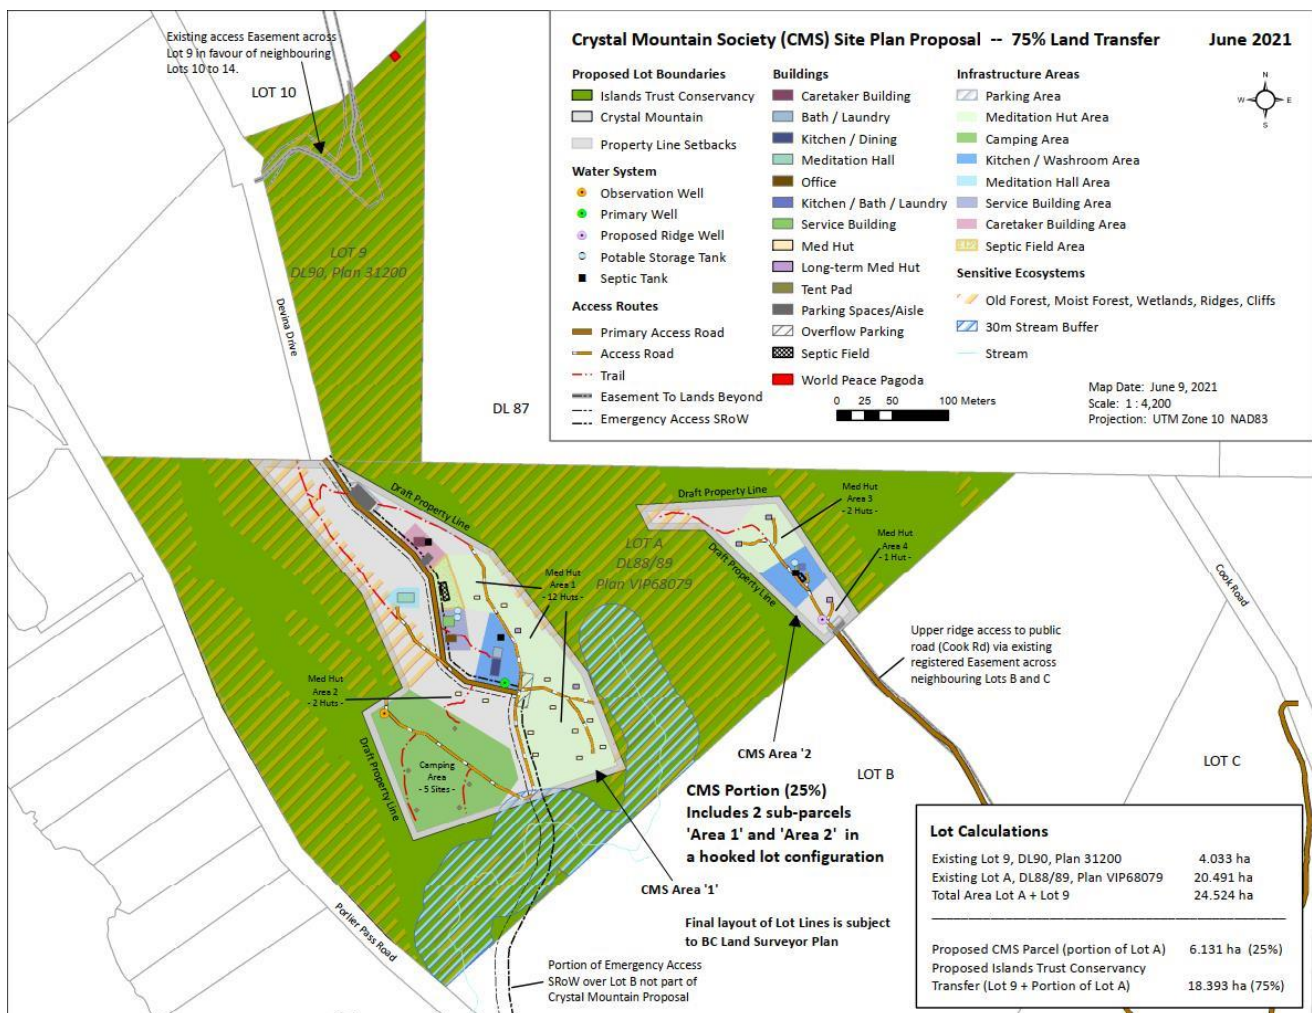 Existing access Easement across
Lot 9 in favour of neighbouring
Lots 10 to 14.
LOT 10
LOT 9
DL90, Plan 31200
Devina Drive
DL 87
Crystal Mountain Society (CMS) Site Plan Proposal -- 75% Land Transfer June 2021
Proposed Lot Boundaries
Islands Trust Conservancy
Crystal Mountain
Property Line Setbacks
Water System
Observation Well
Primary Well
Proposed Ridge Well
Potable Storage Tank
Septic Tank
Access Routes
Primary Access Road
Access Road
Trail
Easement To Lands Beyond
Emergency Access SRoW
Buildings
Caretaker Building
Bath / Laundry
Kitchen / Dining
Meditation Hall
Office
Kitchen / Bath / Laundry
Service Building
Med Hut
Long-term Med Hut
Tent Pad
Parking Spaces/Aisle
Overflow Parking
Septic Field
World Peace Pagoda
0 25 50 100 Meters
Infrastructure Areas
Parking Area
Meditation Hut Area
Camping Area
Kitchen / Washroom Area
Meditation Hall Area
Service Building Area
Caretaker Building Area
Septic Field Area
Sensitive Ecosystems
Old Forest, Moist Forest, Wetlands, Ridges, Cliffs
30m Stream Buffer
Stream
N
W E
S
Map Date: June 9, 2021
Scale: 1 : 4,200
Projection: UTM Zone 10 NAD83
Draft Property Line
Draft Property Line
Draft Property Line
Draft Property Line
Med Hut
Area 3
- 2 Huts -
Med Hut
Area 4
- 1 Hut -
LOT A
DL88/89
Plan VIP68079
Med Hut
Area 1
- 12 Huts -
Med Hut
Area 2
- 2 Huts -
Camping
Area
- 5 Sites -
Cook Road
Upper ridge access to public
road (Cook Rd) via existing
registered Easement across
neighbouring Lots B and C
CMS Area '2
LOT B
LOT C
CMS Portion (25%)
Includes 2 sub-parcels
'Area 1' and 'Area 2' in
a hooked lot configuration
CMS Area '1'
Final layout of Lot Lines is subject
to BC Land Surveyor Plan
Porlier Pass Road
Portion of Emergency Access
SRoW over Lot B not part of
Crystal Mountain Proposal
Lot Calculations
Existing Lot 9, DL90, Plan 31200 4.033 ha
Existing Lot A, DL88/89, Plan VIP68079 20.491 ha
Total Area Lot A + Lot 9 24.524 ha
Proposed CMS Parcel (portion of Lot A) 6.131 ha (25%)
Proposed Islands Trust Conservancy
Transfer (Lot 9 + Portion of Lot A) 18.393 ha (75%)